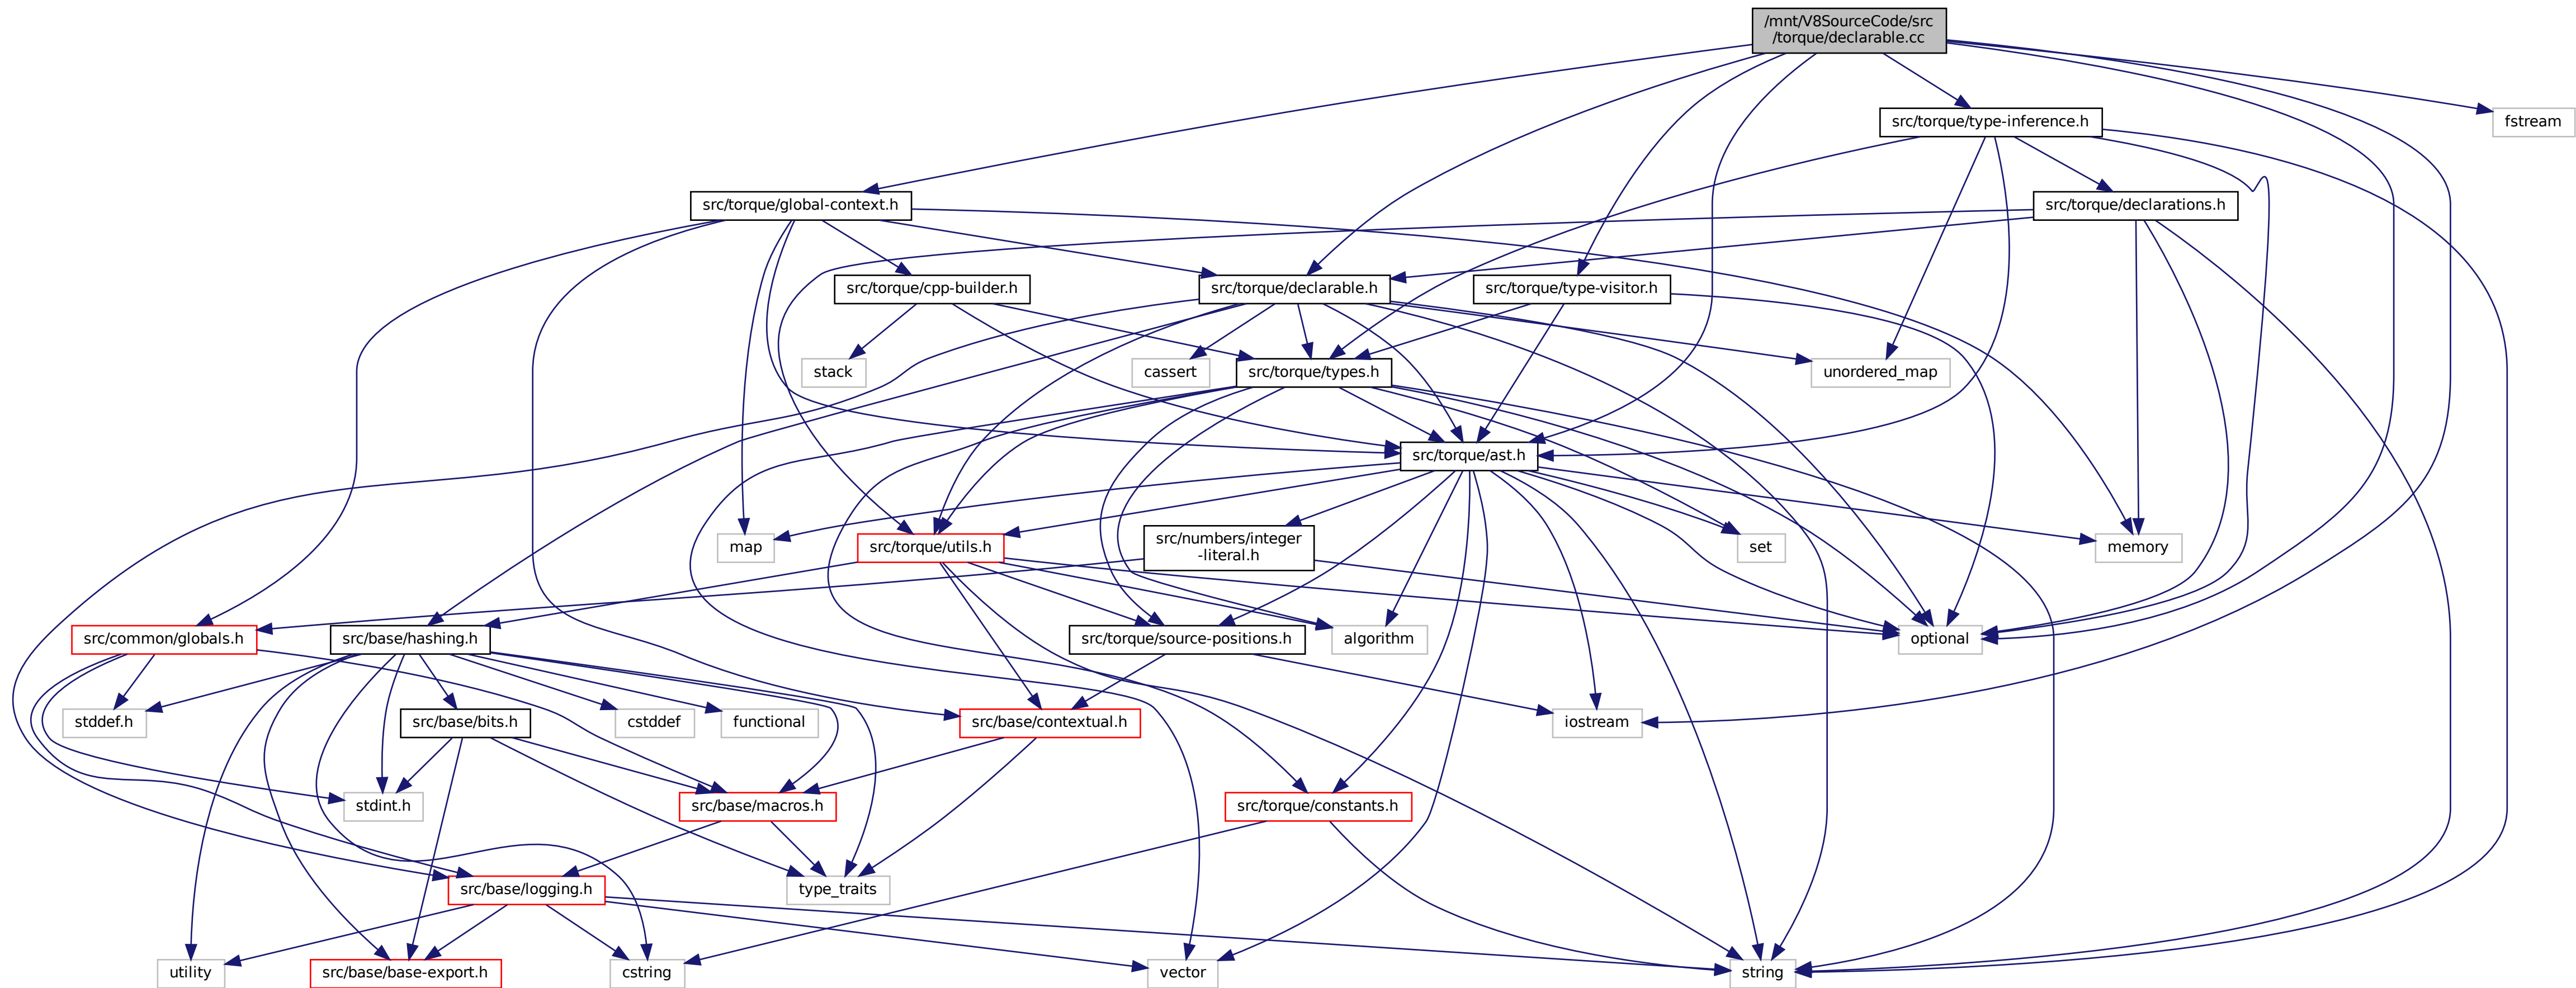 /mnt/V8SourceCode/src
/torque/declarable.cc
src/torque/type-inference.h
fstream
src/torque/global-context.h
src/torque/declarations.h
src/torque/cpp-builder.h
src/torque/declarable.h
src/torque/type-visitor.h
stack
cassert
src/torque/types.h
unordered_map
src/torque/ast.h
map
src/torque/utils.h
src/numbers/integer
-literal.h
set
memory
src/common/globals.h
src/base/hashing.h
src/torque/source-positions.h
algorithm
optional
stddef.h
src/base/bits.h
cstddef
functional
src/base/contextual.h
iostream
stdint.h
src/base/macros.h
src/torque/constants.h
src/base/logging.h
type_traits
utility
src/base/base-export.h
cstring
vector
string